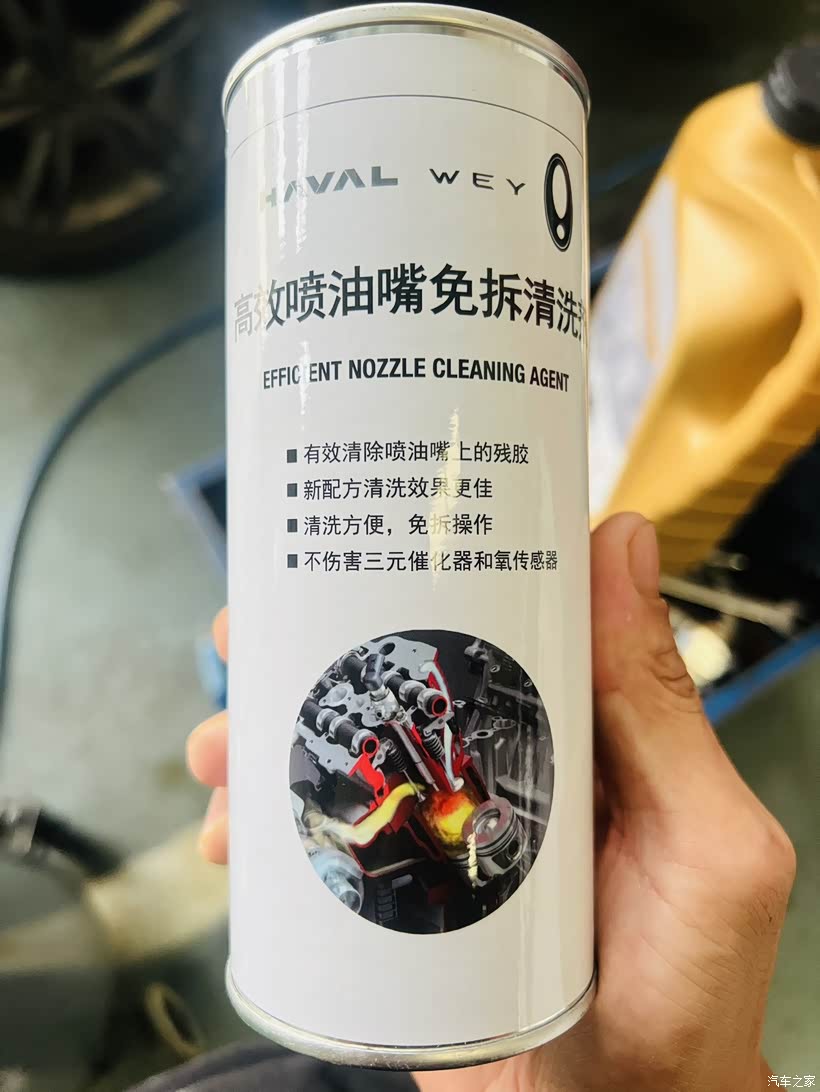 HAVAL WEY
高效喷油嘴免拆清洗剂
EFFICIENT NOZZLE CLEANING AGENT
■ 有效清除喷油嘴上的残胶
■ 新配方清洗效果更佳
■ 清洗方便，免拆操作
■ 不伤害三元催化器和氧传感器
汽车之家